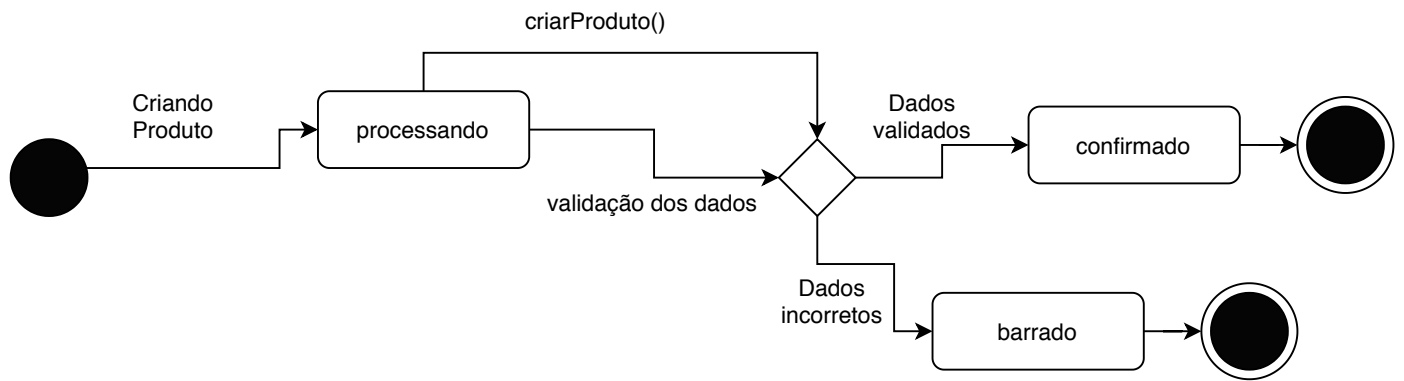 criarProduto()
Criando
Produto
processando
validação dos dados
Dados
validados
confirmado
Dados
incorretos
barrado